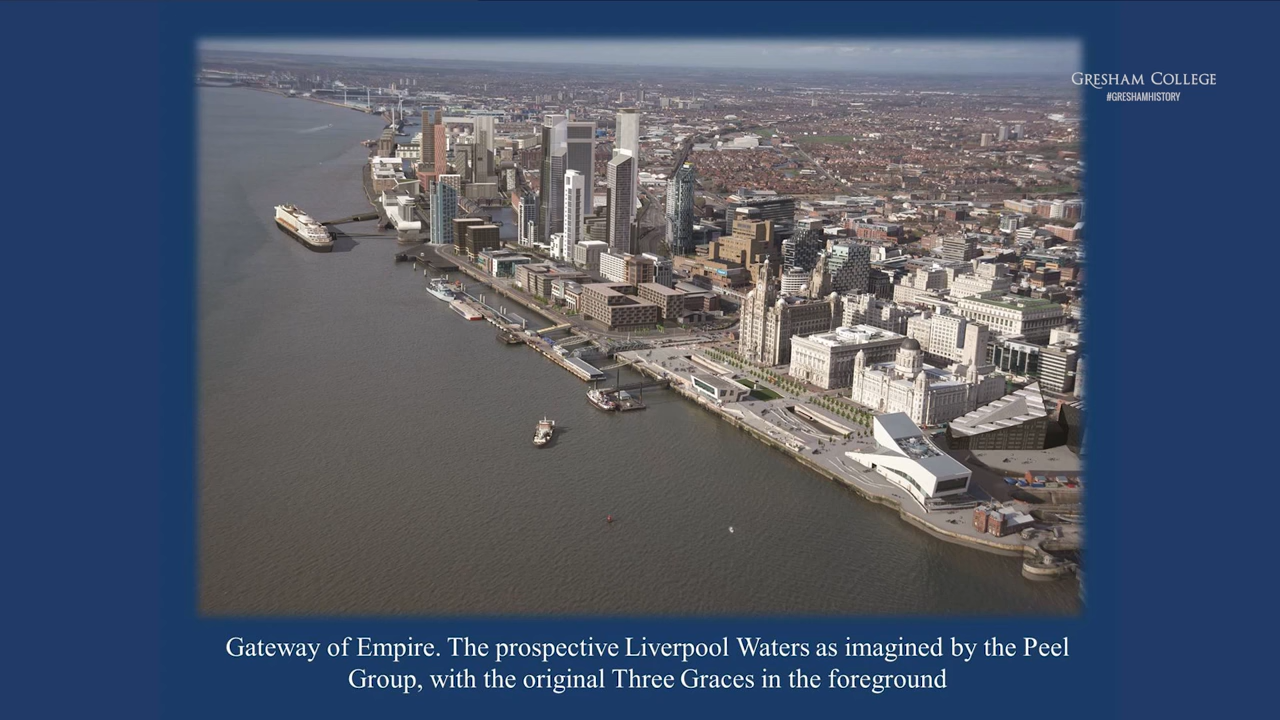 GRESHAM COLLEGE
#GRESHAMHISTORY
Gateway of Empire. The prospective Liverpool Waters as imagined by the Peel
Group, with the original Three Graces in the foreground